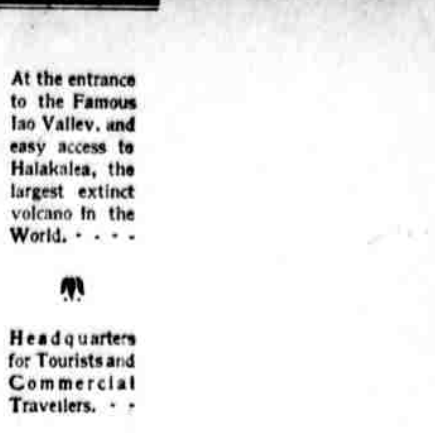 At the entrance
to the Famous
Iao Valley, and
easy access to
Halakalea, the
largest extinct
volcano in the
World. - - - -
Headquarters
for Tourists and
Commercial
Travellers. - -